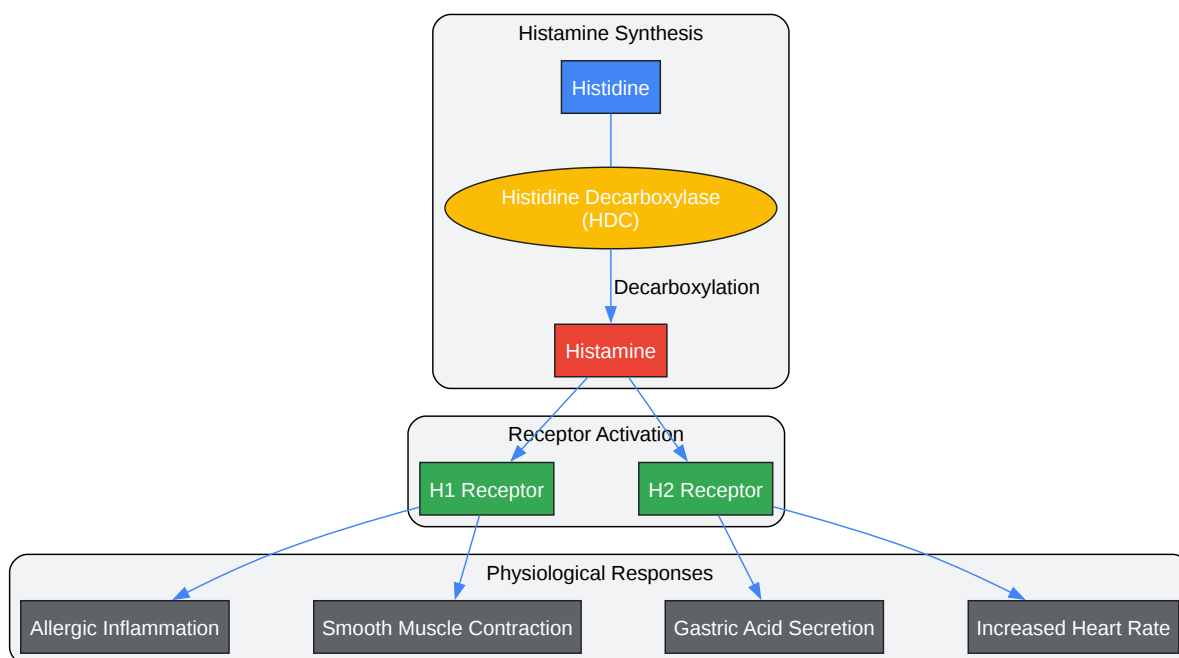 Histamine Synthesis
Histidine
Histidine Decarboxylase
(HDC)
Decarboxylation
Histamine
Receptor Activation
H1 Receptor
H2 Receptor
Physiological Responses
Allergic Inflammation
Smooth Muscle Contraction
Gastric Acid Secretion
Increased Heart Rate